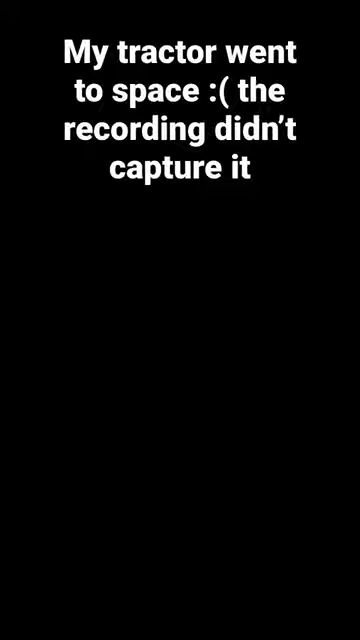 My tractor went
to space :( the
recording didn’t
capture it